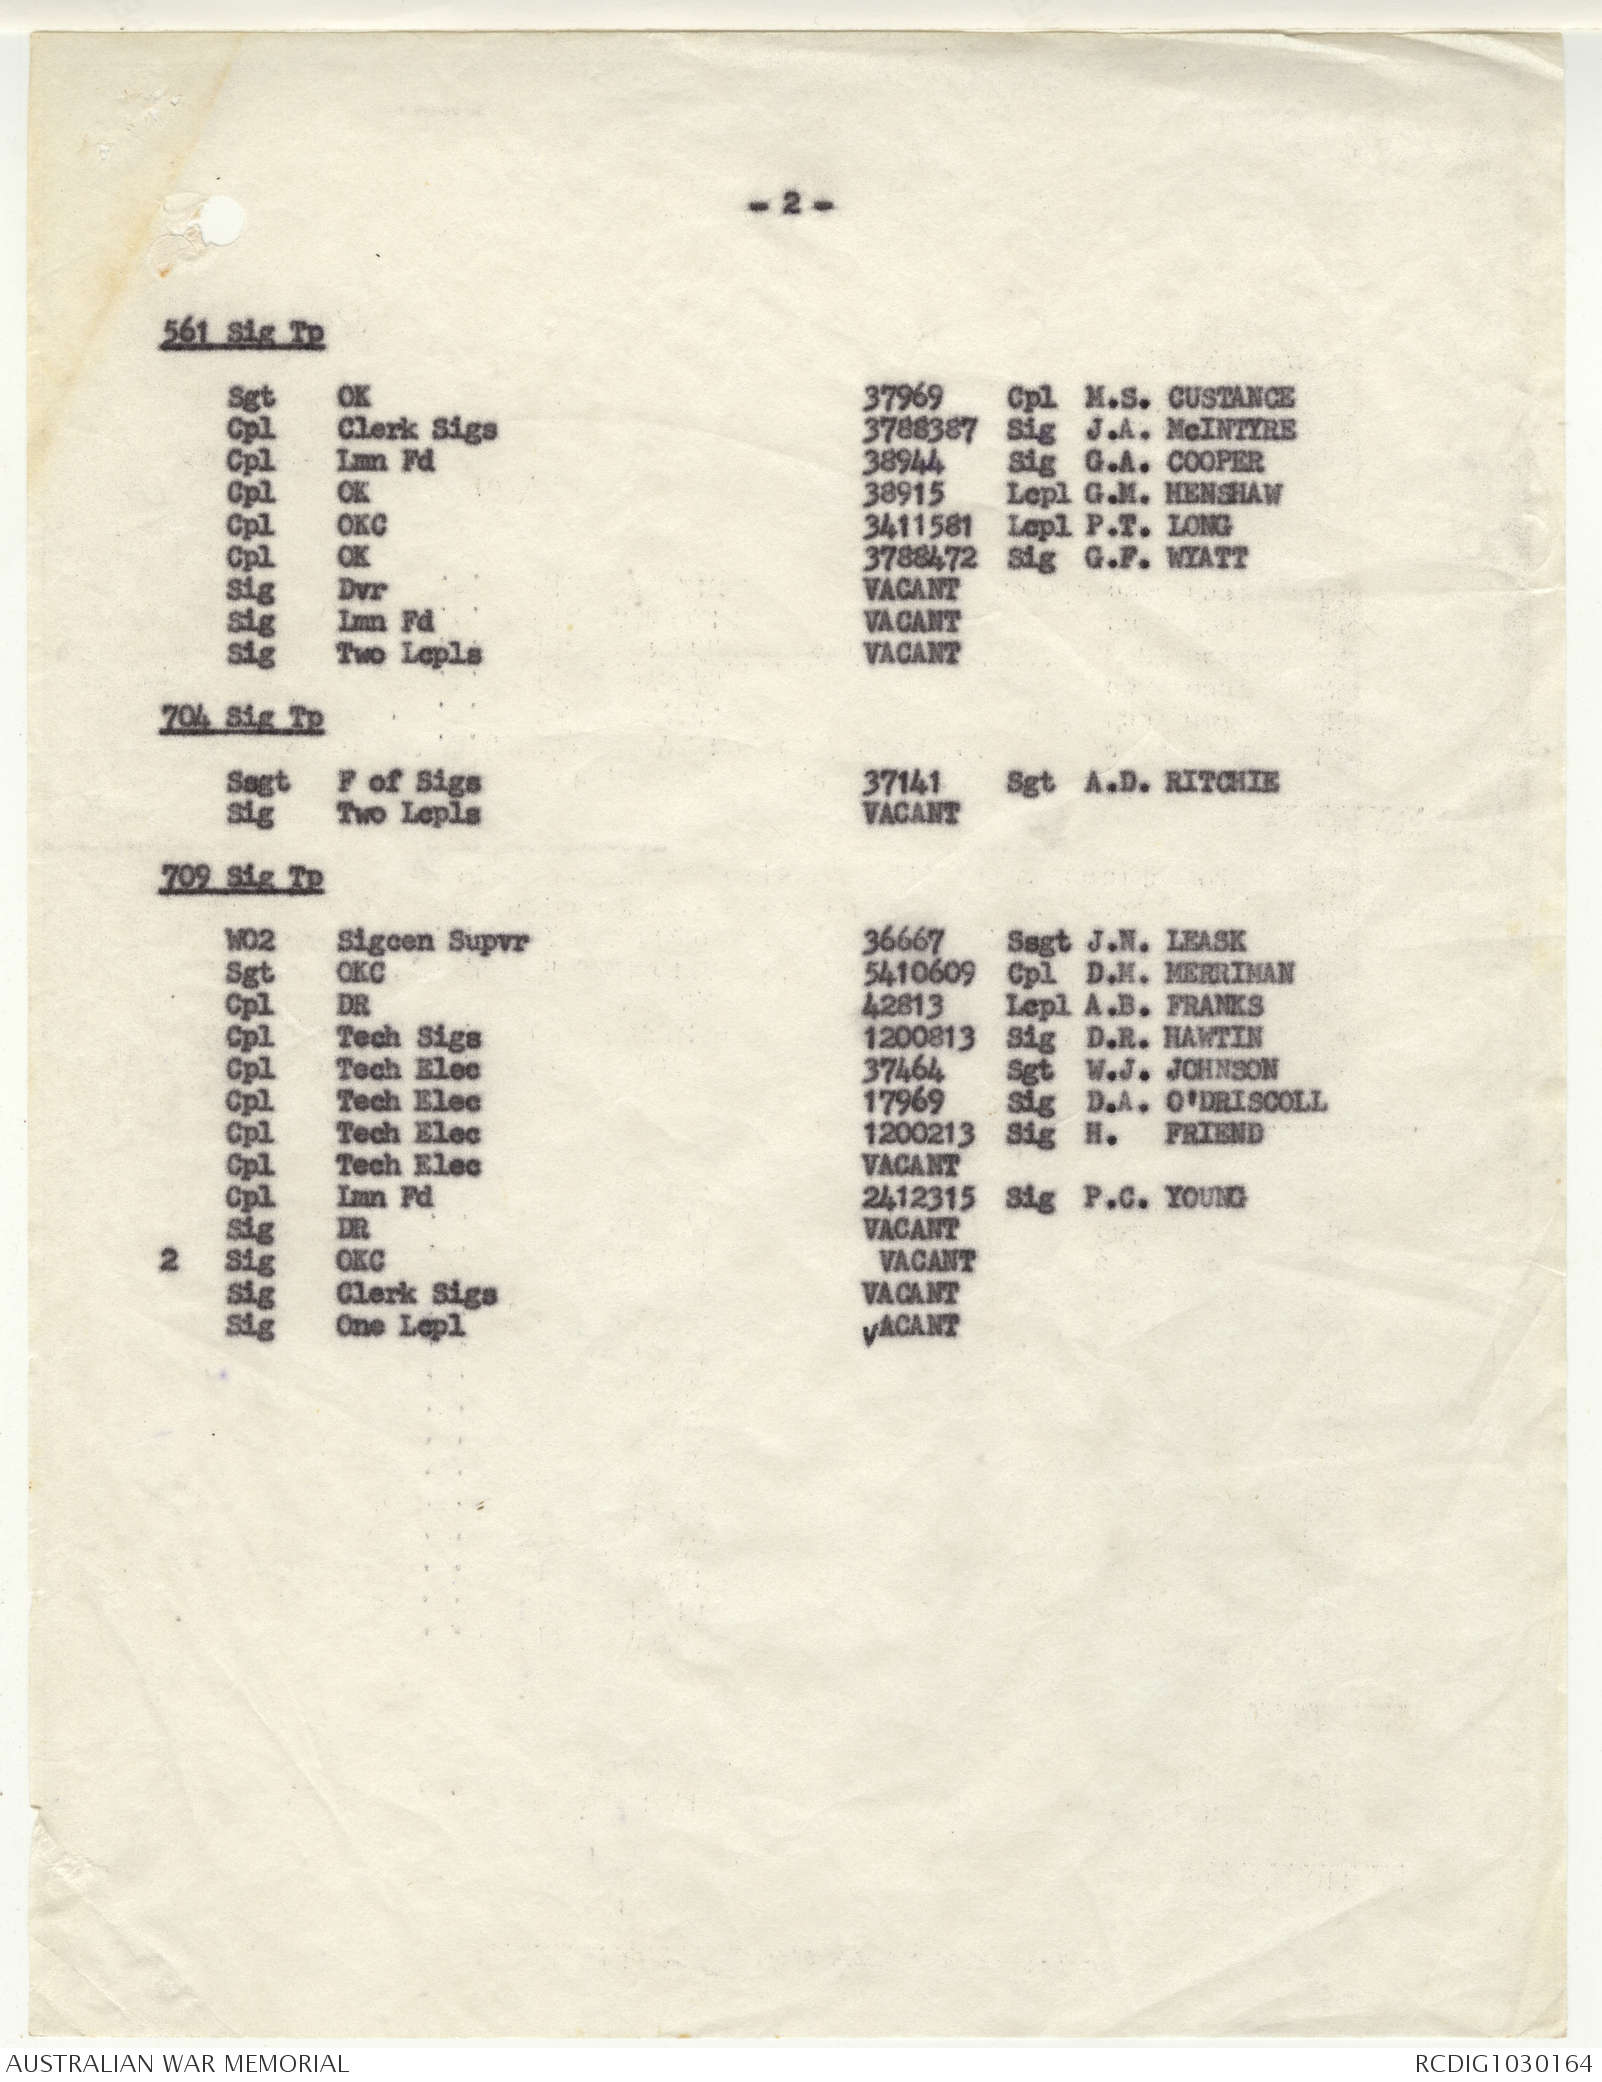 - 2 -
561 Sig Tp
Sgt OK 37969 Cpl M.S. CUSTANCE
Cpl Clerk Sigs 3788387 Sig J.A. McINTYRE
Cpl Lmn Fd 38944 Sig G.A. COOPER
Cpl OK 38915 Lcpl G.M. HENSHAW
Cpl OKC 3411581 Lcpl P.T. LONG
Cpl OK 3788472 Sig G.F. WYATT
Sig Dvr VACANT
Sig Lmn Fd VACANT
Sig Two Lcpls VACANT
704 Sig Tp
Ssgt F of Sigs 37141 Sgt A.D. RITCHIE
Sig Two Lcpls VACANT
709 Sig Tp
WO2 Sigcen Supvr 36667 Ssgt J.N. LEASK
Sgt OKC 5410609 Cpl D.M. MERRIMAN
Cpl DR 42813 Lcpl A.B. FRANKS
Cpl Tech Sigs 1200813 Sig D.R. HAWTIN
Cpl Tech Elec 37464 Sgt W.J. JOHNSON
Cpl Tech Elec 17969 Sig D.A. O'DRISCOLL
Cpl Tech Elec 1200213 Sig H. FRIEND
Cpl Tech Elec VACANT
Cpl Lmn Fd 2412315 Sig P.C. YOUNG
Sig DR VACANT
2 Sig OKC VACANT
Sig Clerk Sigs VACANT
Sig One Lcpl VACANT
AUSTRALIAN WAR MEMORIAL RCDIG1030164